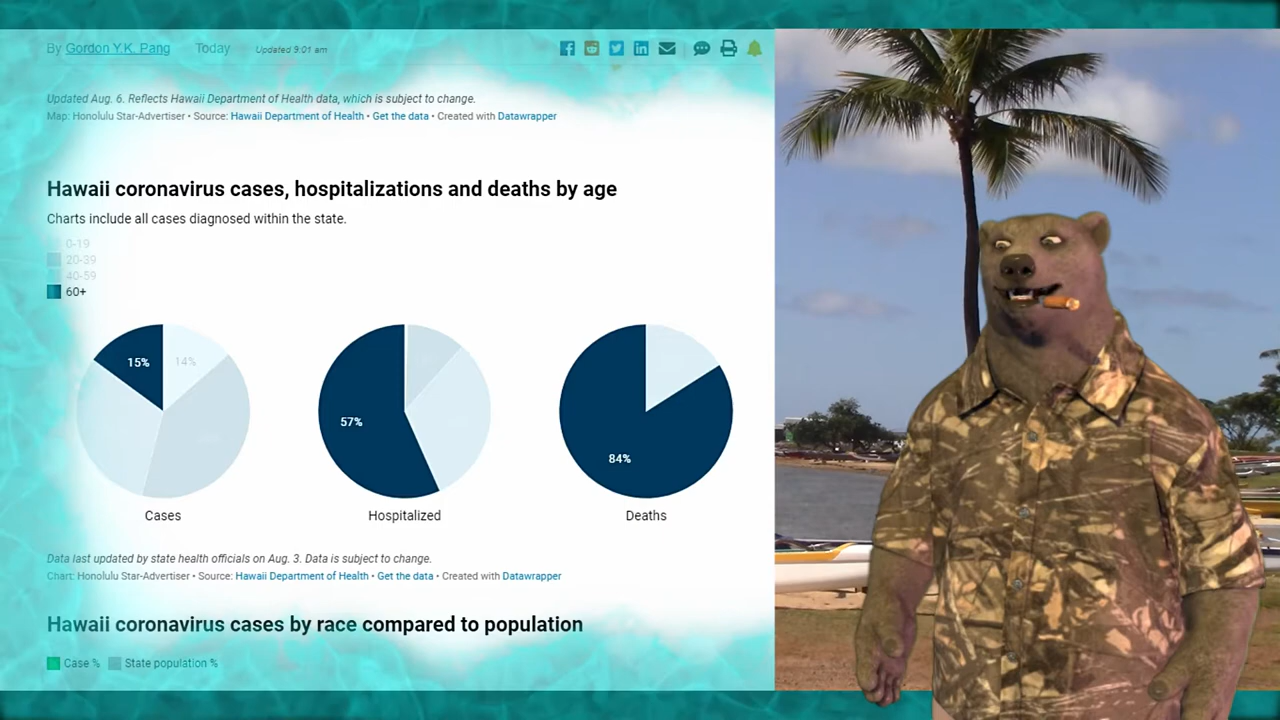 By Gordon Y.K. Pang Today Updated 9:01 am
Updated Aug. 6. Reflects Hawaii Department of Health data, which is subject to change.
Map: Honolulu Star-Advertiser • Source: Hawaii Department of Health • Get the data • Created with Datawrapper
Hawaii coronavirus cases, hospitalizations and deaths by age
Charts include all cases diagnosed within the state.
0-19
20-39
40-59
60+
15% 14%
57%
84%
Cases Hospitalized Deaths
Data last updated by state health officials on Aug. 3. Data is subject to change.
Chart: Honolulu Star-Advertiser • Source: Hawaii Department of Health • Get the data • Created with Datawrapper
Hawaii coronavirus cases by race compared to population
Case % State population %